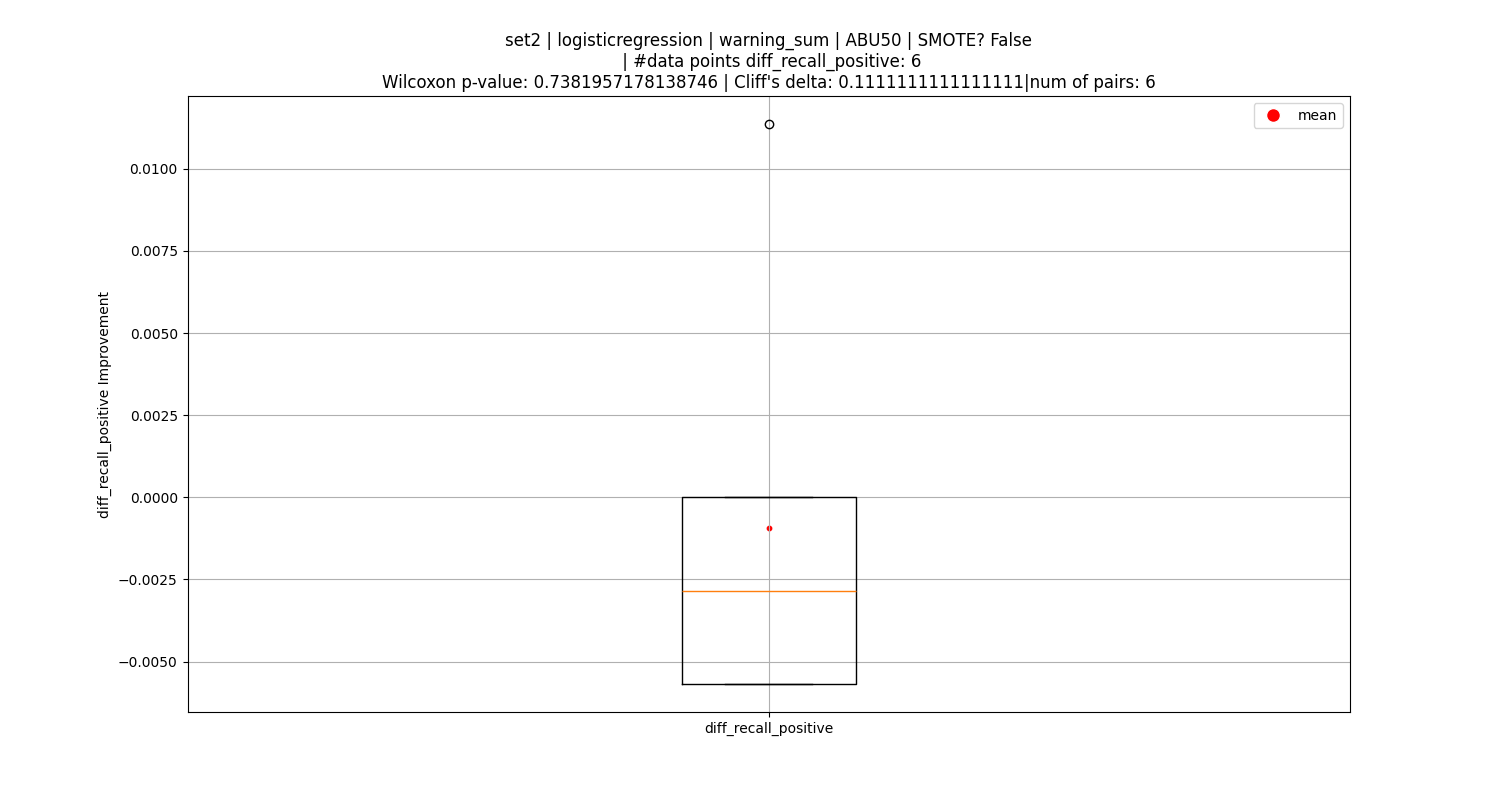 set2 | logisticregression | warning_sum | ABU50 | SMOTE? False
| #data points diff_recall_positive: 6
Wilcoxon p-value: 0.7381957178138746 | Cliff's delta: 0.1111111111111111|num of pairs: 6
mean
0.0100
0.0075
0.0050
0.0025
0.0000
−0.0025
−0.0050
diff_recall_positive Improvement
diff_recall_positive